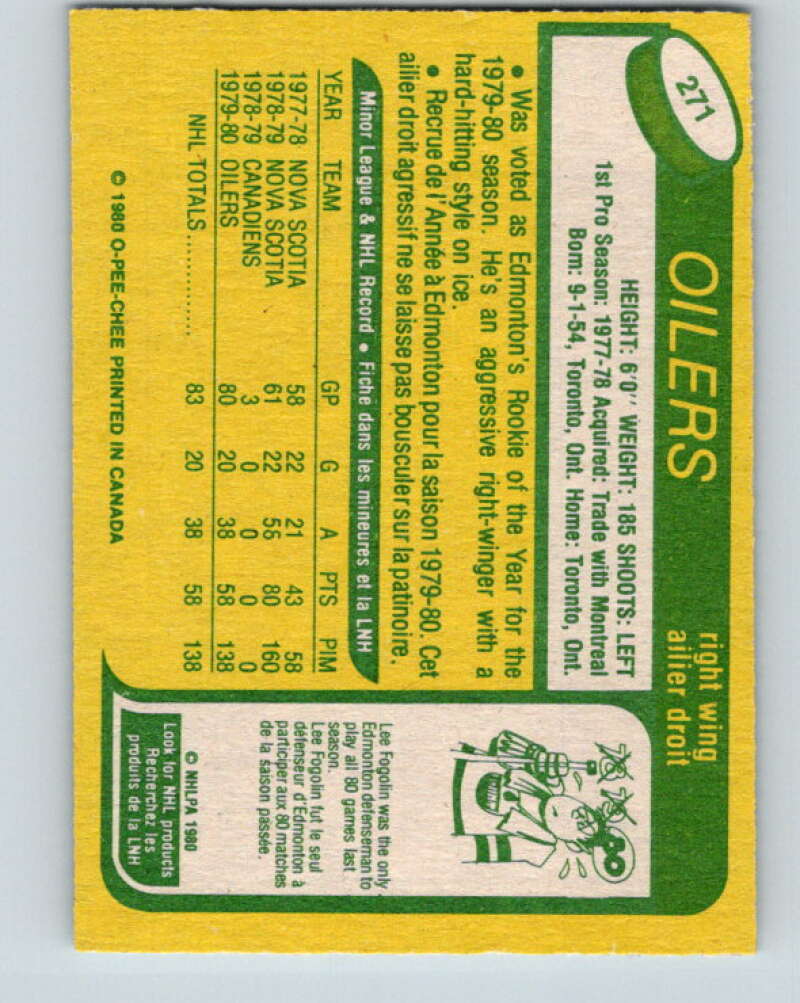 271
OILERS
right wing
ailier droit
HEIGHT: 6'0" WEIGHT: 185 SHOOTS: LEFT
1st Pro Season: 1977-78 Acquired: Trade with Montreal
Born: 9-1-54, Toronto, Ont. Home: Toronto, Ont.
• Was voted as Edmonton's Rookie of the Year for the
1979-80 season. He's an aggressive right-winger with a
hard-hitting style on ice.
• Recrue de l'Année à Edmonton pour la saison 1979-80. Cet
ailier droit agressif ne se laisse pas bousculer sur la patinoire.
Minor League & NHL Record • Fiche dans les mineures et la LNH
YEAR TEAM GP G A PTS PIM
1977-78 NOVA SCOTIA 58 22 21 43 58
1978-79 NOVA SCOTIA 61 22 56 80 160
1978-79 CANADIENS 3 0 0 0 0
1979-80 OILERS 80 20 38 58 138
NHL TOTALS............... 83 20 38 58 138
© 1980 O-PEE-CHEE PRINTED IN CANADA
80
Lee Fogolin was the only
Edmonton defenseman to
play all 80 games last
season.
Lee Fogolin fut le seul
défenseur d'Edmonton à
participer aux 80 matches
de la saison passée.
© NHLPA 1980
Look for NHL products
Recherchez les
produits de la LNH